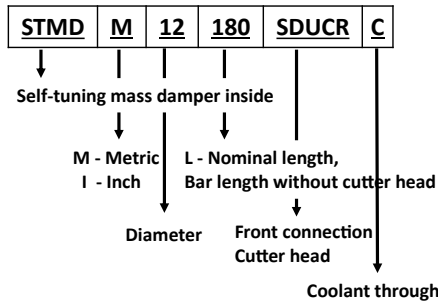 STMD M 12 180 SDUCR C
Self-tuning mass damper inside
M - Metric
I - Inch
L - Nominal length,
Bar length without cutter head
Diameter
Front connection
Cutter head
Coolant through